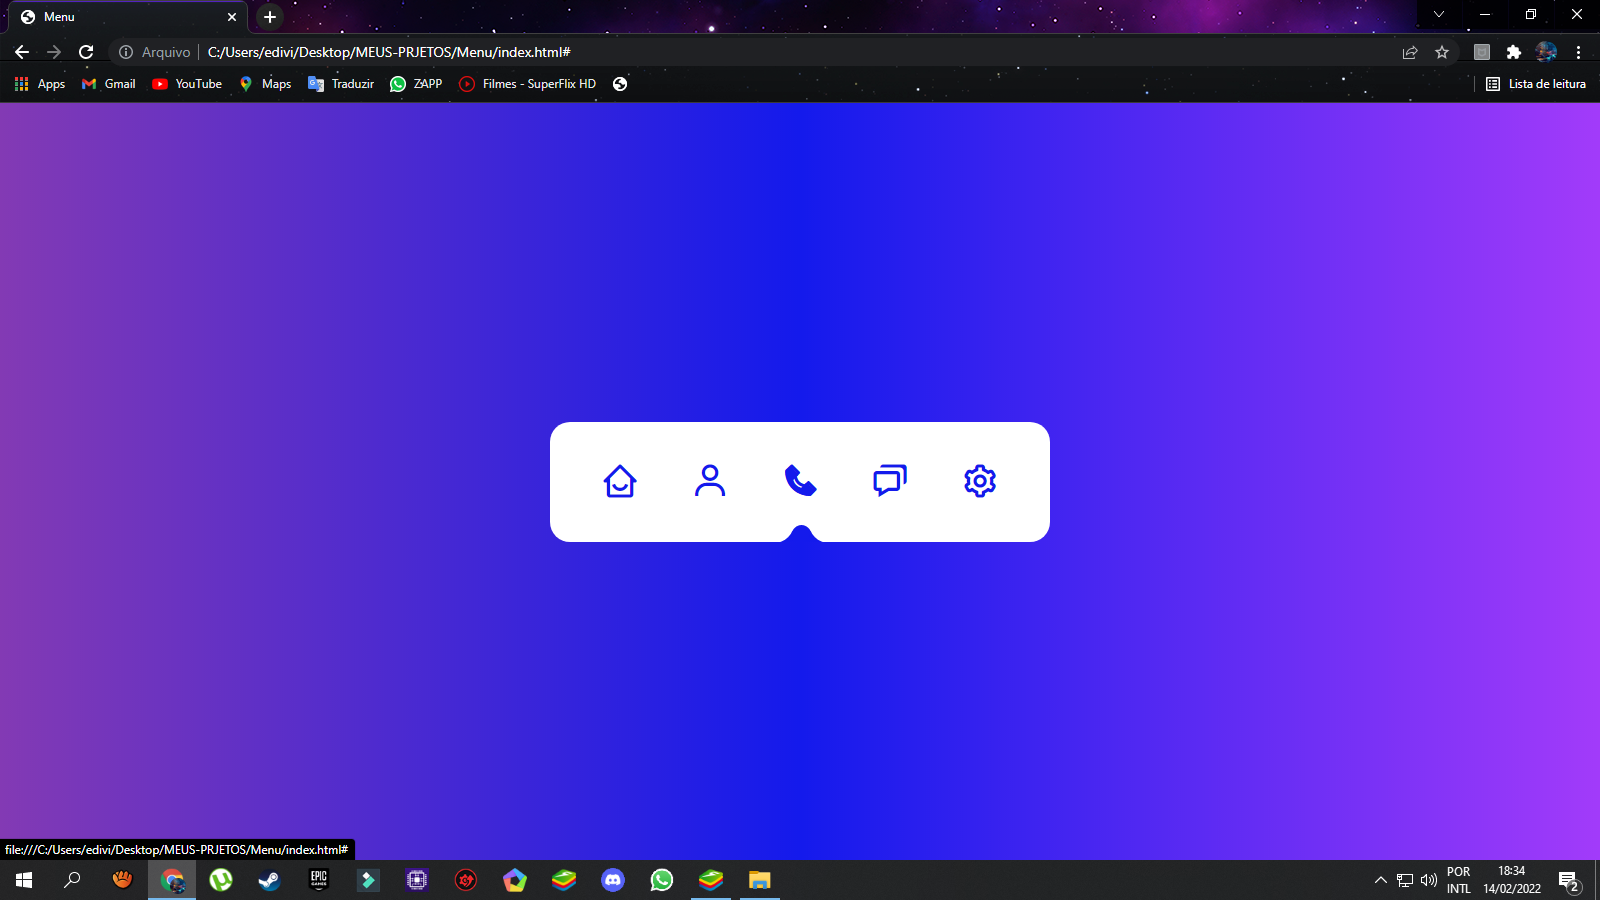 Menu
Arquivo
C:/Users/edivi/Desktop/MEUS-PRJETOS/Menu/index.html#
Apps
Gmail
YouTube
Maps
Traduzir
ZAPP
Filmes - SuperFlix HD
Lista de leitura
file:///C:/Users/edivi/Desktop/MEUS-PRJETOS/Menu/index.html#
EPIC
GAMES
POR
INTL
18:34
14/02/2022
2